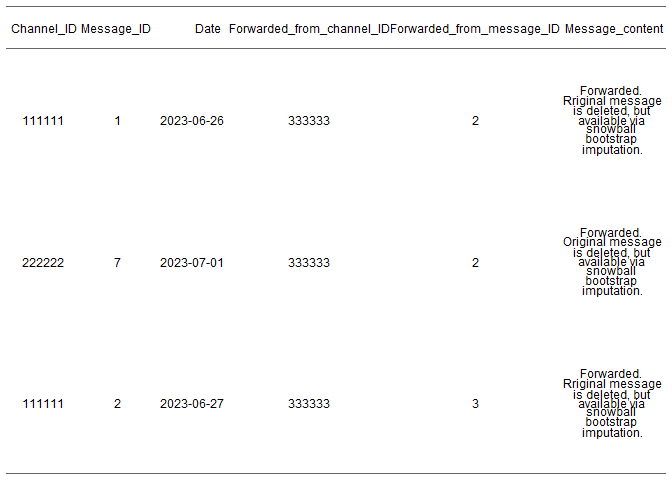 Channel_ID Message_ID Date Forwarded_from_channel_ID Forwarded_from_message_ID Message_content
Forwarded.
Rriginal message
is deleted, but
111111 1 2023-06-26 333333 2 available via
snowball
bootstrap
imputation.
Forwarded.
Original message
is deleted, but
222222 7 2023-07-01 333333 2 available via
snowball
bootstrap
imputation.
Forwarded.
Rriginal message
is deleted, but
111111 2 2023-06-27 333333 3 available via
snowball
bootstrap
imputation.